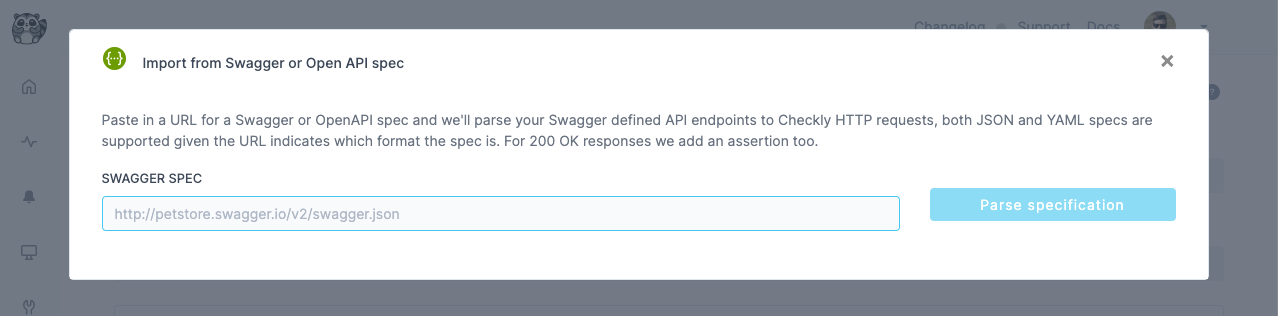 Changelog Support Docs
{··} Import from Swagger or Open API spec
Paste in a URL for a Swagger or OpenAPI spec and we'll parse your Swagger defined API endpoints to Checkly HTTP requests, both JSON and YAML specs are
supported given the URL indicates which format the spec is. For 200 OK responses we add an assertion too.
SWAGGER SPEC
http://petstore.swagger.io/v2/swagger.json
Parse specification